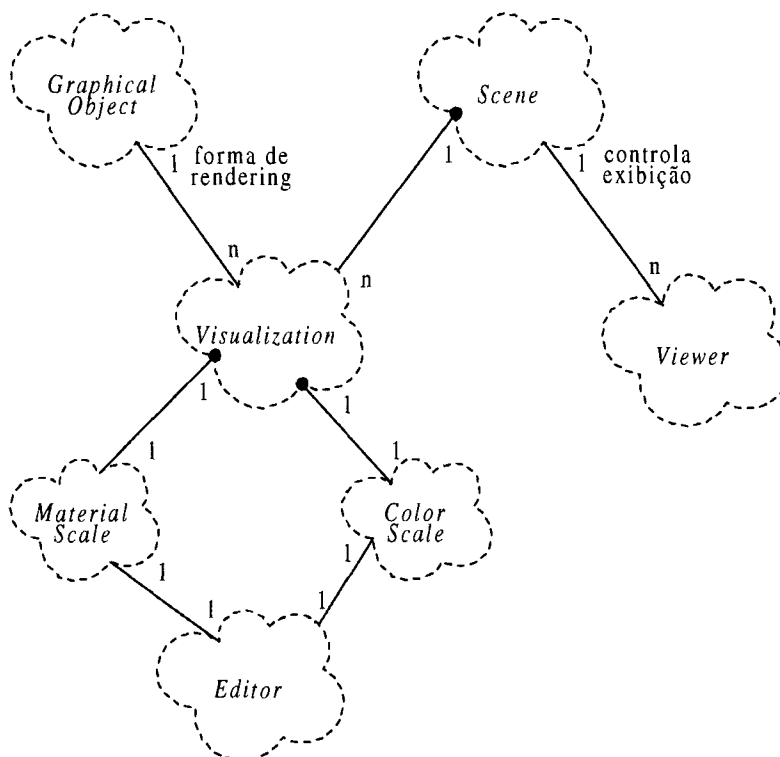 Graphical
Object
Scene
1
forma de
rendering
1
1
controla
exibição
n
n
n
Visualization
Viewer
1
1
1
1
Material
Scale
Color
Scale
1
1
1
1
Editor